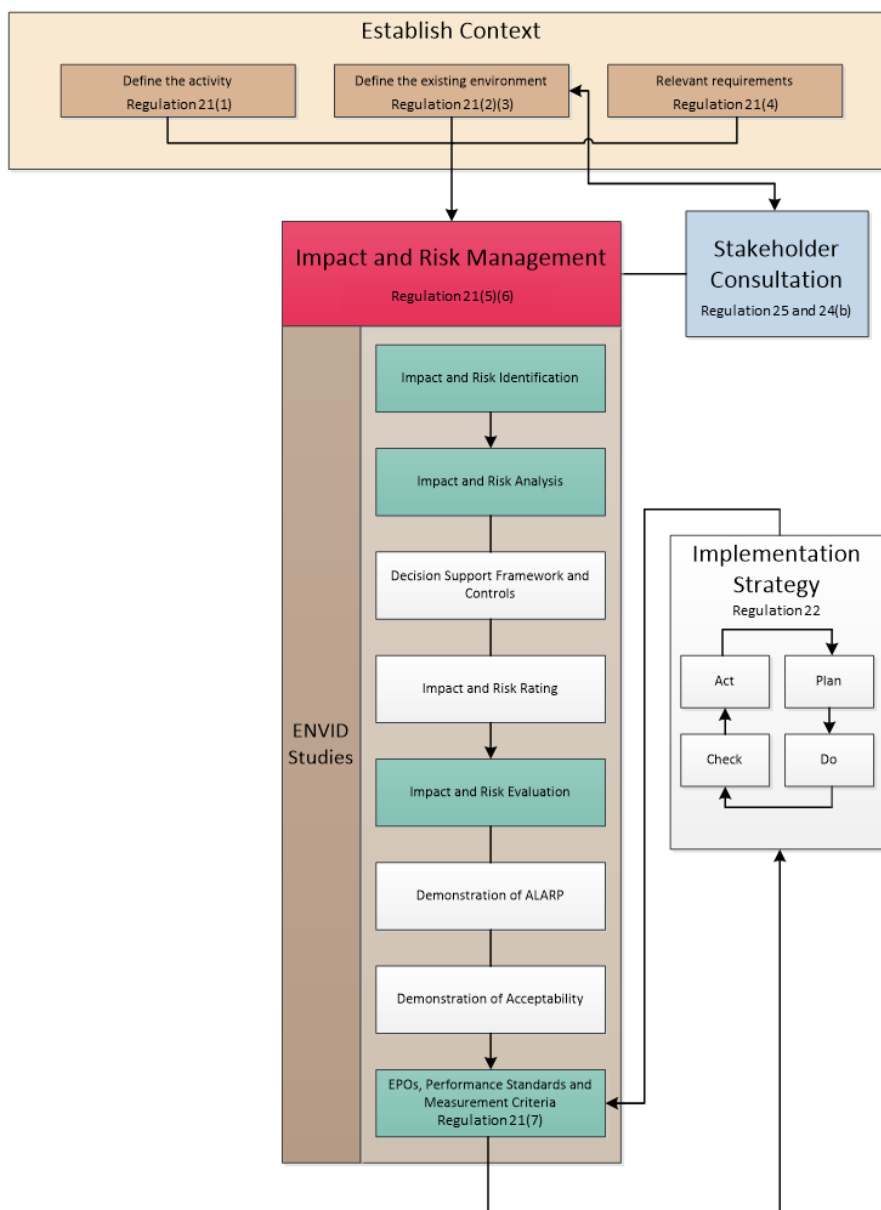 Establish Context
Define the activity
Regulation 21(1)
Define the existing environment
Regulation 21(2)(3)
Relevant requirements
Regulation 21(4)
Impact and Risk Management
Regulation 21(5)(6)
Stakeholder
Consultation
Regulation 25 and 24(b)
ENVID
Studies
Impact and Risk Identification
Impact and Risk Analysis
Decision Support Framework and
Controls
Impact and Risk Rating
Impact and Risk Evaluation
Demonstration of ALARP
Demonstration of Acceptability
EPOs, Performance Standards and
Measurement Criteria
Regulation 21(7)
Implementation
Strategy
Regulation 22
Act
Plan
Check
Do